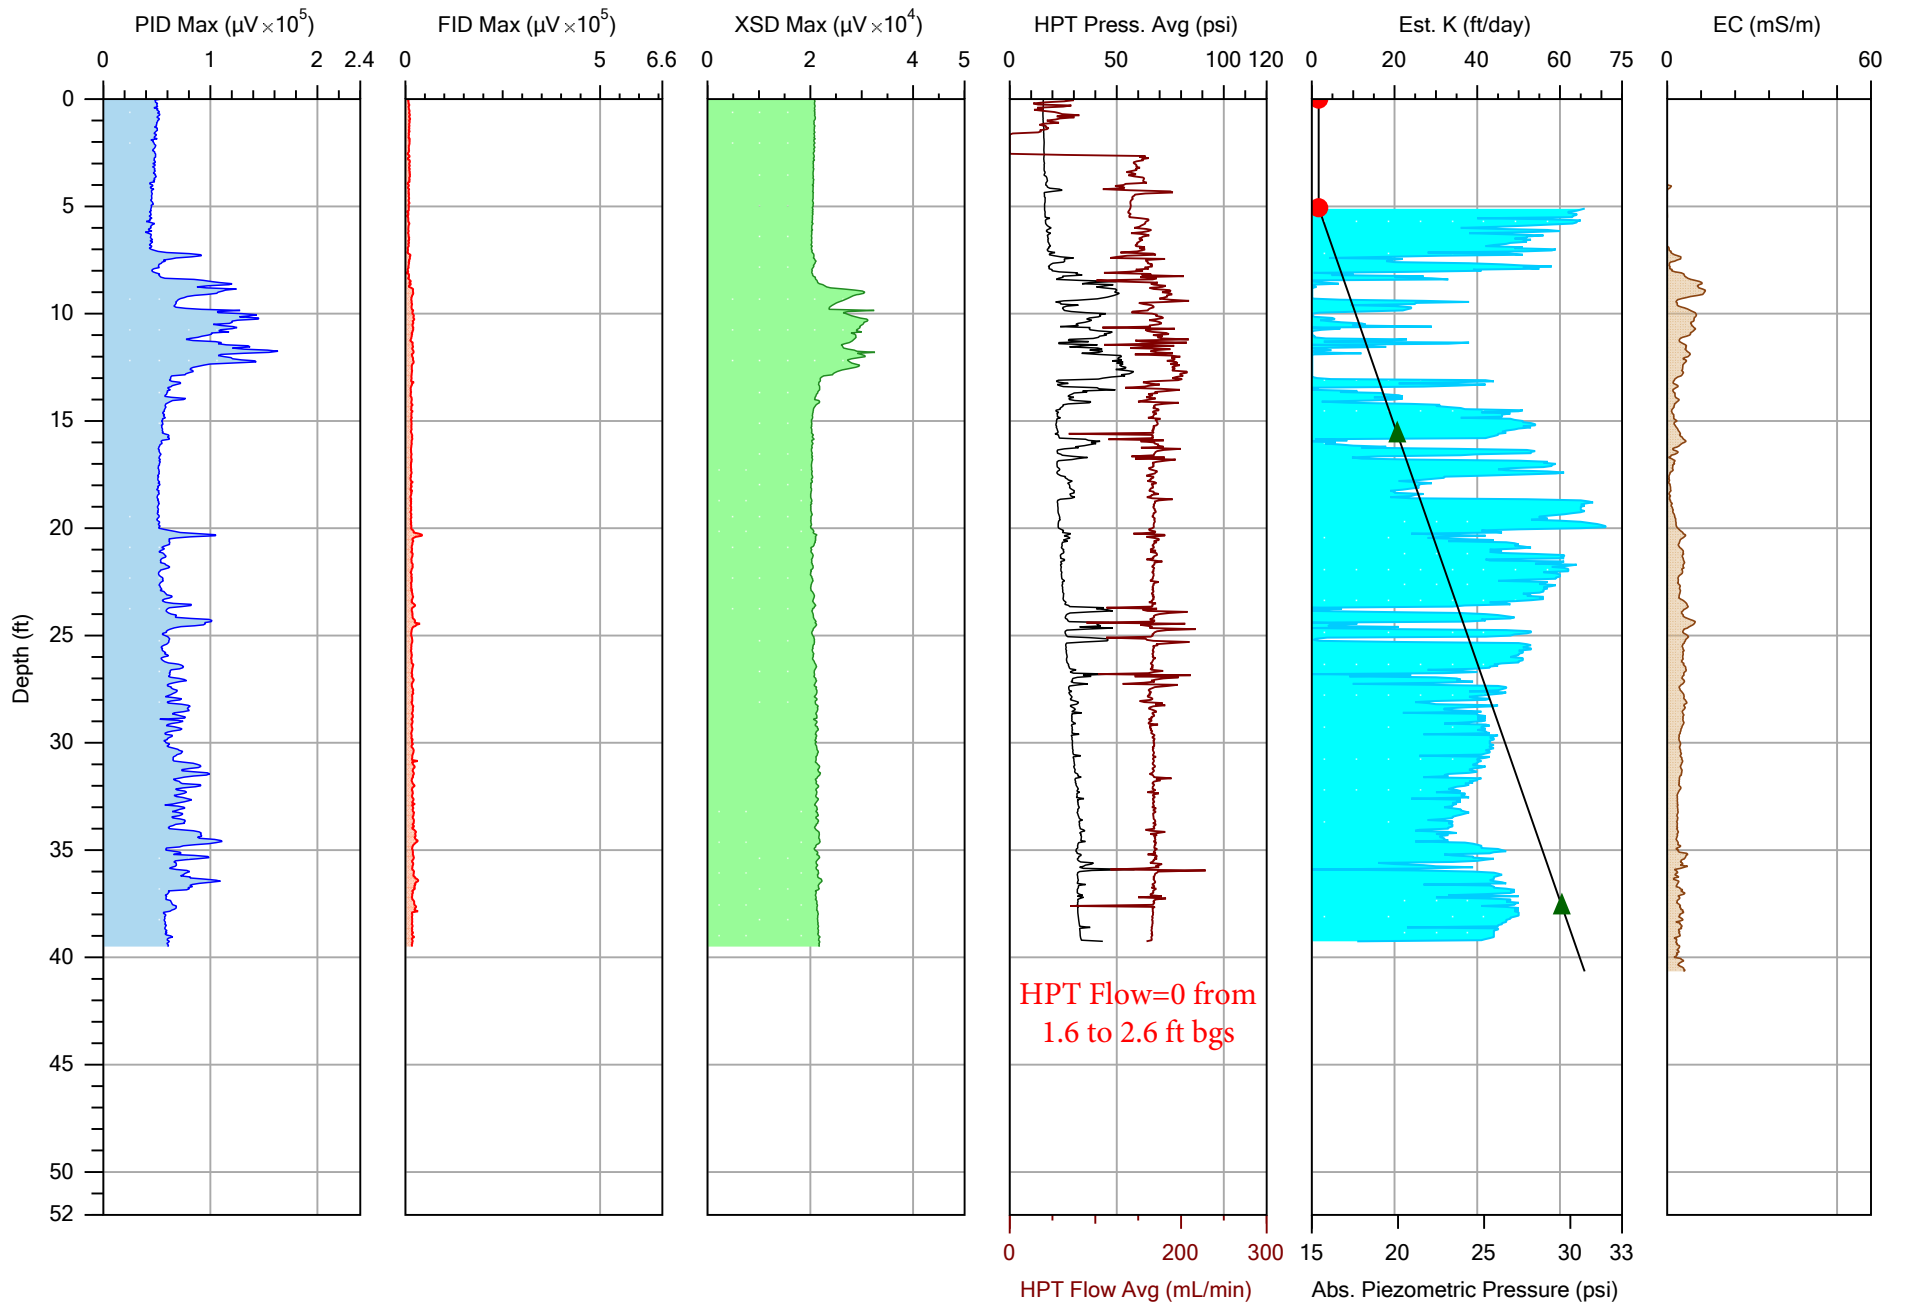 PID Max (µV×10⁵) FID Max (µV×10⁵) XSD Max (µV×10⁴) HPT Press. Avg (psi) Est. K (ft/day) EC (mS/m)
0 1 2 2.4 0 5 6.6 0 2 4 5 0 50 100 120 0 20 40 60 75 0 60
0
5
10
15
20
25
30
35
40
45
50
52
Depth (ft)
HPT Flow=0 from
1.6 to 2.6 ft bgs
0 200 300 15 20 25 30 33
HPT Flow Avg (mL/min) Abs. Piezometric Pressure (psi)